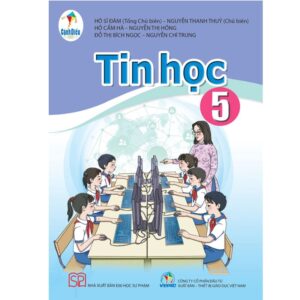 Cánh Diều
HỒ SĨ ĐÀM (Tổng Chủ biên) – NGUYỄN THANH THUỶ (Chủ biên)
HỒ CẨM HÀ – NGUYỄN THỊ HỒNG
ĐỖ THỊ BÍCH NGỌC – NGUYỄN CHÍ TRUNG
Tin học
5
NHÀ XUẤT BẢN ĐẠI HỌC SƯ PHẠM
CÔNG TY CỔ PHẦN ĐẦU TƯ
XUẤT BẢN – THIẾT BỊ GIÁO DỤC VIỆT NAM